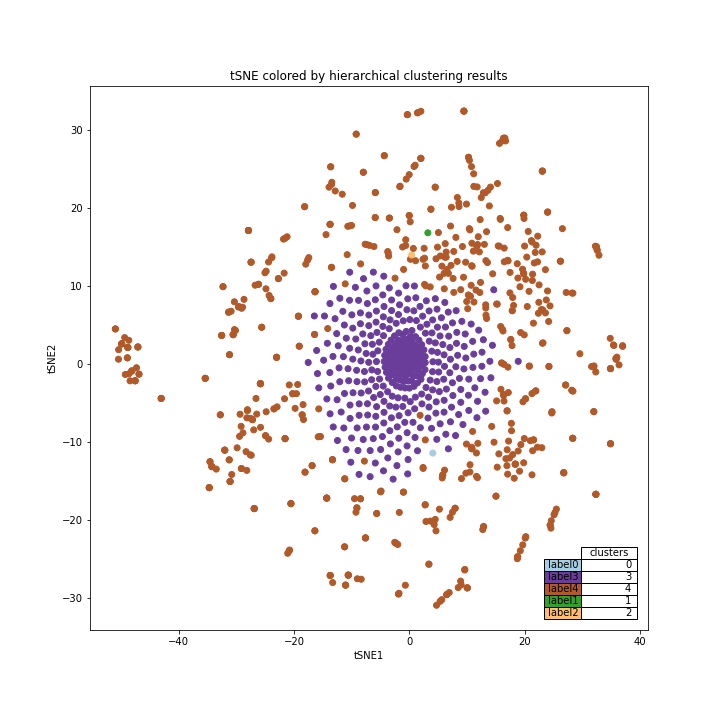 tSNE colored by hierarchical clustering results
tSNE2
30
20
10
0
−10
−20
−30
−40
−20
0
20
40
tSNE1
clusters
label0 0
label3 3
label4 4
label1 1
label2 2